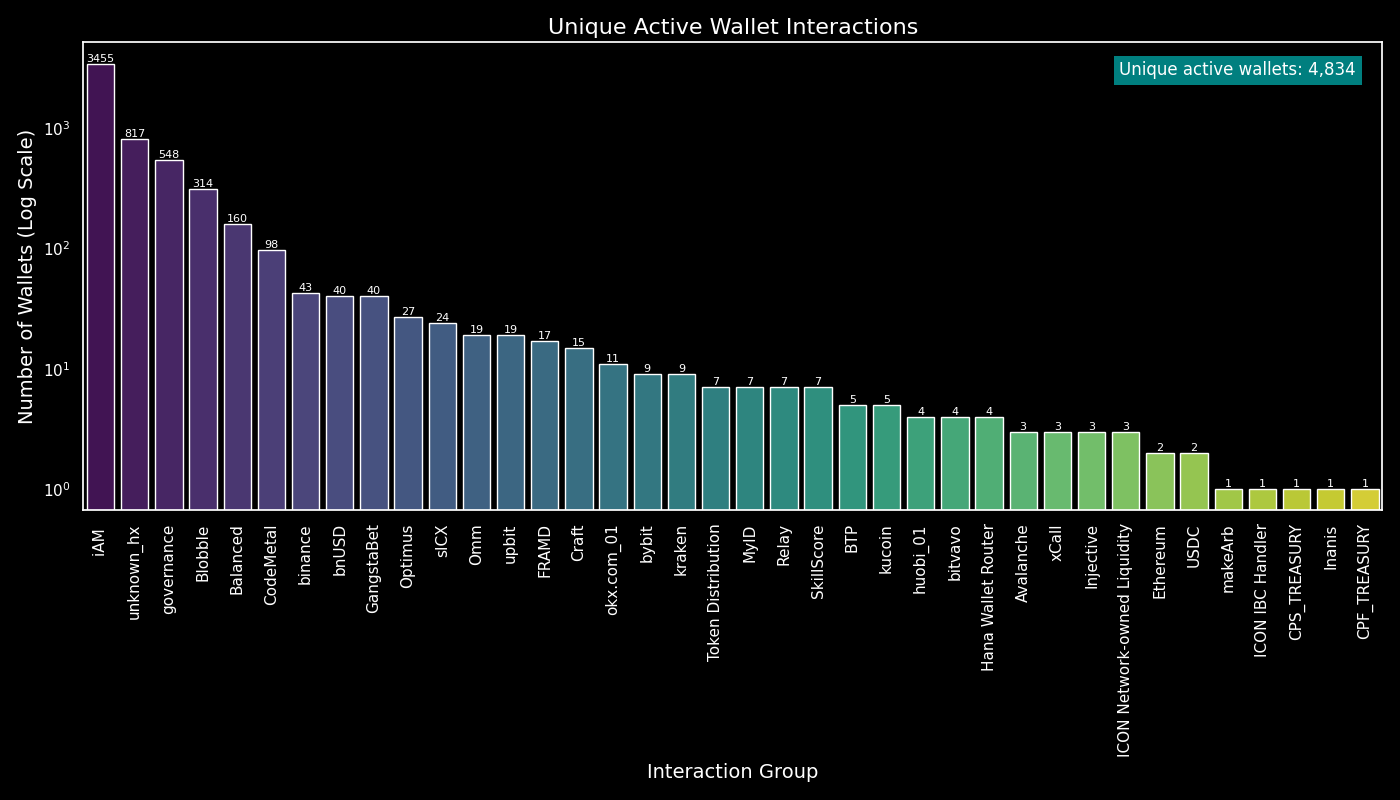 Unique Active Wallet Interactions
Unique active wallets: 4,834
Number of Wallets (Log Scale)
10³
10²
10¹
10⁰
3455
817
548
314
160
98
43
40
40
27
24
19
19
17
15
11
9
9
7
7
7
7
5
5
4
4
4
3
3
3
3
2
2
1
1
1
1
1
iAM
unknown_hx
governance
Blobble
Balanced
CodeMetal
binance
bnUSD
GangstaBet
Optimus
sICX
Omm
upbit
FRAMD
Craft
okx.com_01
bybit
kraken
Token Distribution
MyID
Relay
SkillScore
BTP
kucoin
huobi_01
bitvavo
Hana Wallet Router
Avalanche
xCall
Injective
ICON Network-owned Liquidity
Ethereum
USDC
makeArb
ICON IBC Handler
CPS_TREASURY
Inanis
CPF_TREASURY
Interaction Group